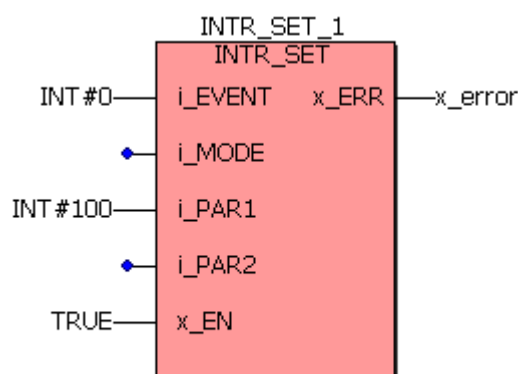 INTR_SET_1
INTR_SET
INT#0 i_EVENT x_ERR x_error
i_MODE
INT#100 i_PAR1
i_PAR2
TRUE x_EN